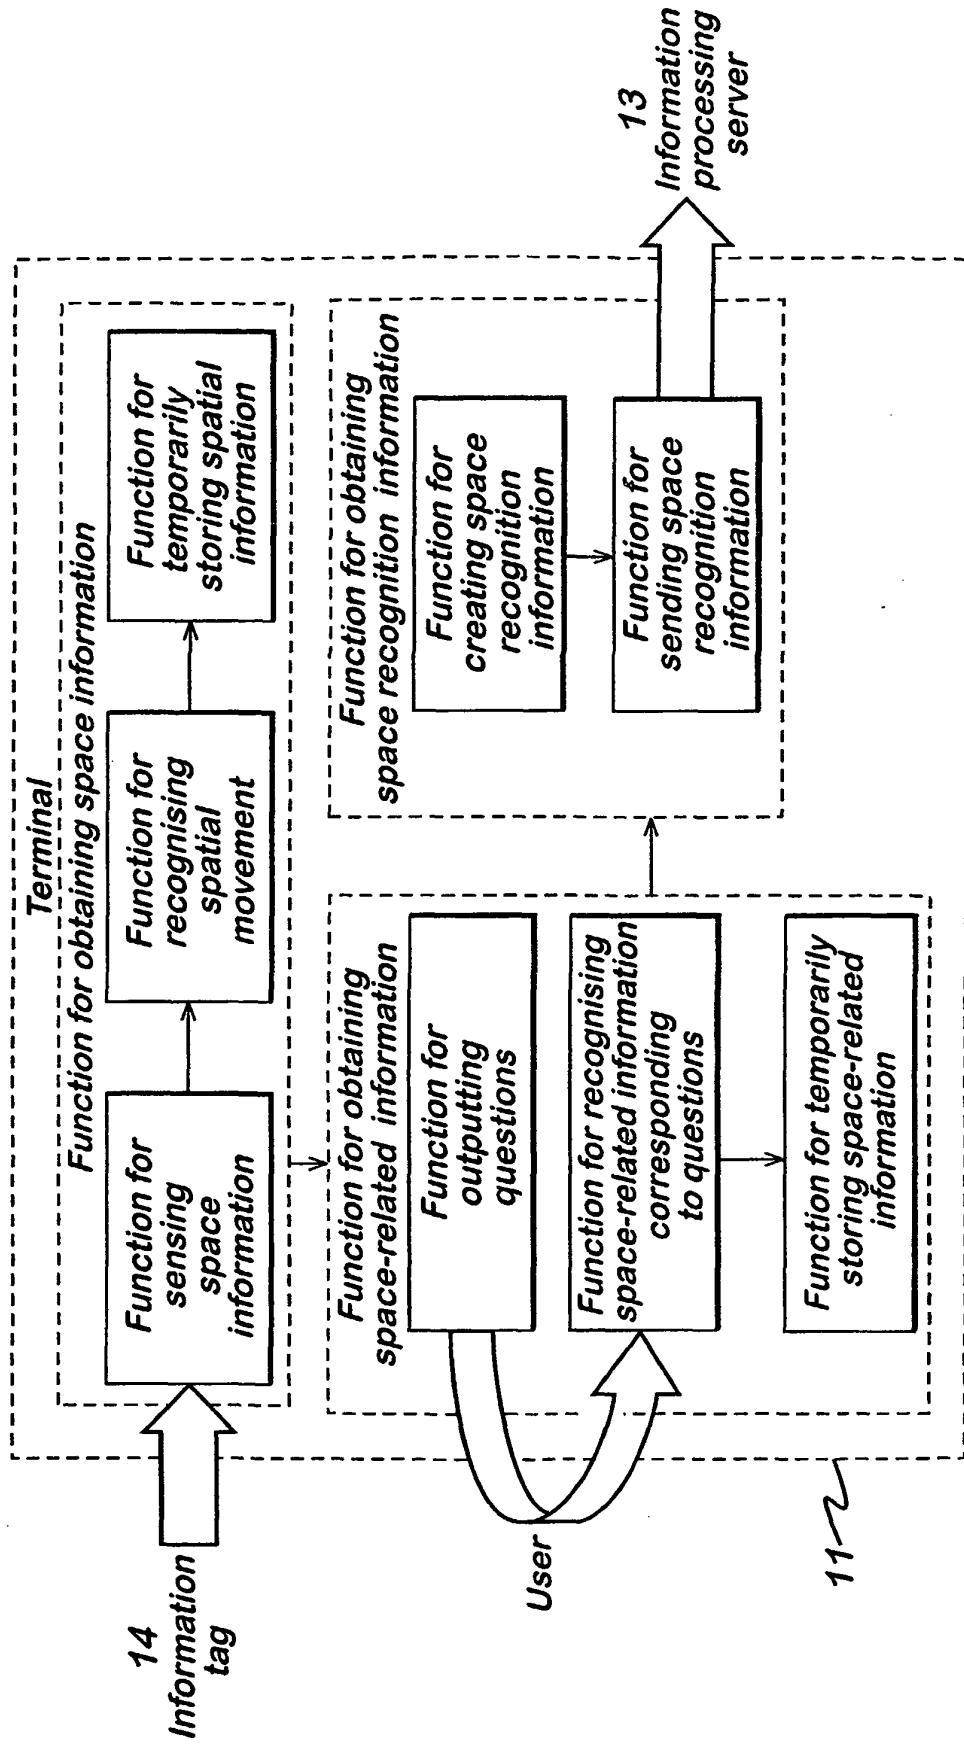 Terminal
Function for obtaining space information
14
Information
tag
Function for
sensing
space
information
Function for
recognising
spatial
movement
Function for
temporarily
storing spatial
information
Function for obtaining
space-related information
Function for
outputting
questions
User
Function for recognising
space-related information
corresponding
to questions
Function for temporarily
storing space-related
information
Function for obtaining
space recognition information
Function for
creating space
recognition
information
Function for
sending space
recognition
information
13
Information
processing
server
11